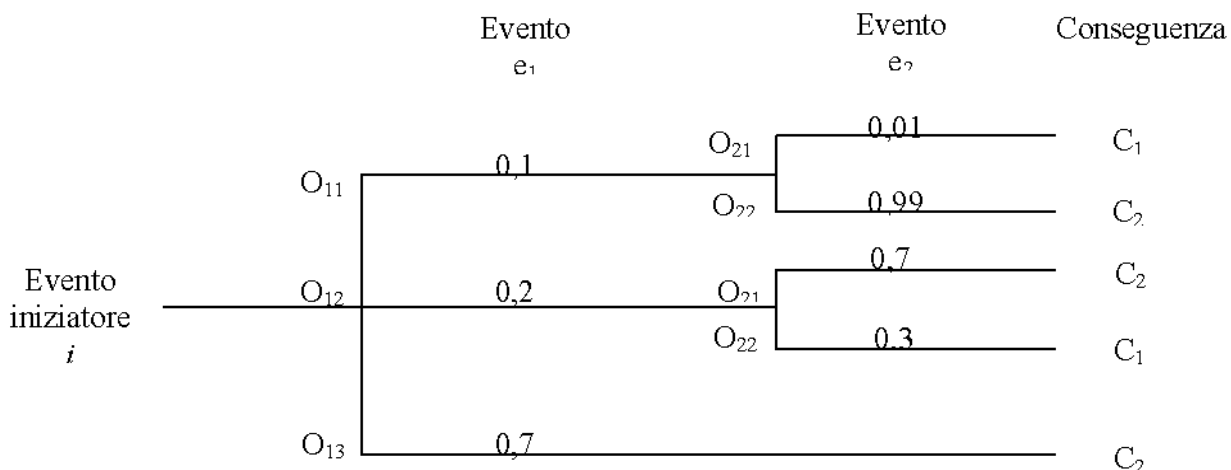 Evento
e₁
Evento
e₂
Conseguenza
O₁₁
0,1
O₂₁
0,01
C₁
O₂₂
0,99
C₂
Evento
iniziatore
i
O₁₂
0,2
O₂₁
0,7
C₂
O₂₂
0,3
C₁
O₁₃
0,7
C₂